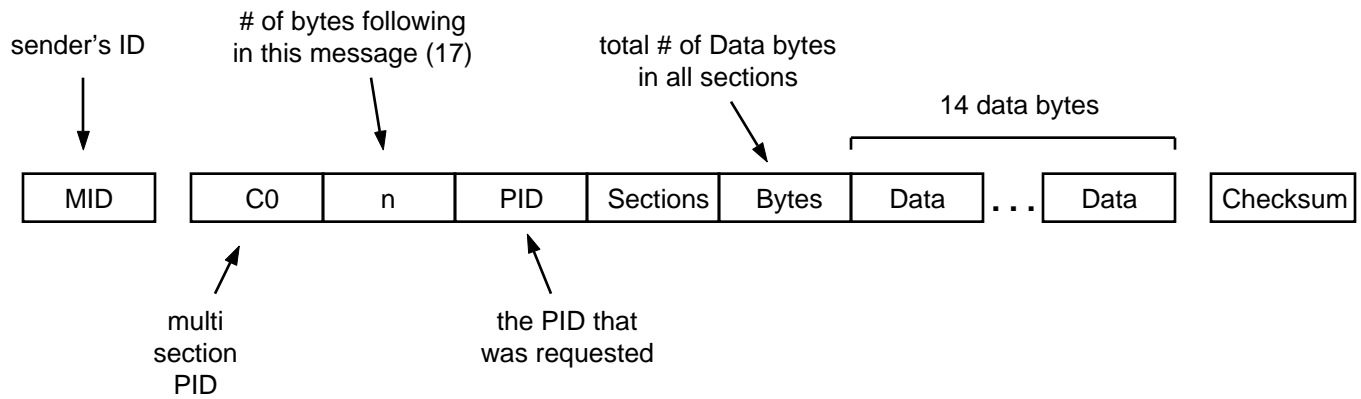 # of bytes following
in this message (17)
sender's ID
total # of Data bytes
in all sections
14 data bytes
MID C0 n PID Sections Bytes Data . . . Data Checksum
multi
section
PID
the PID that
was requested